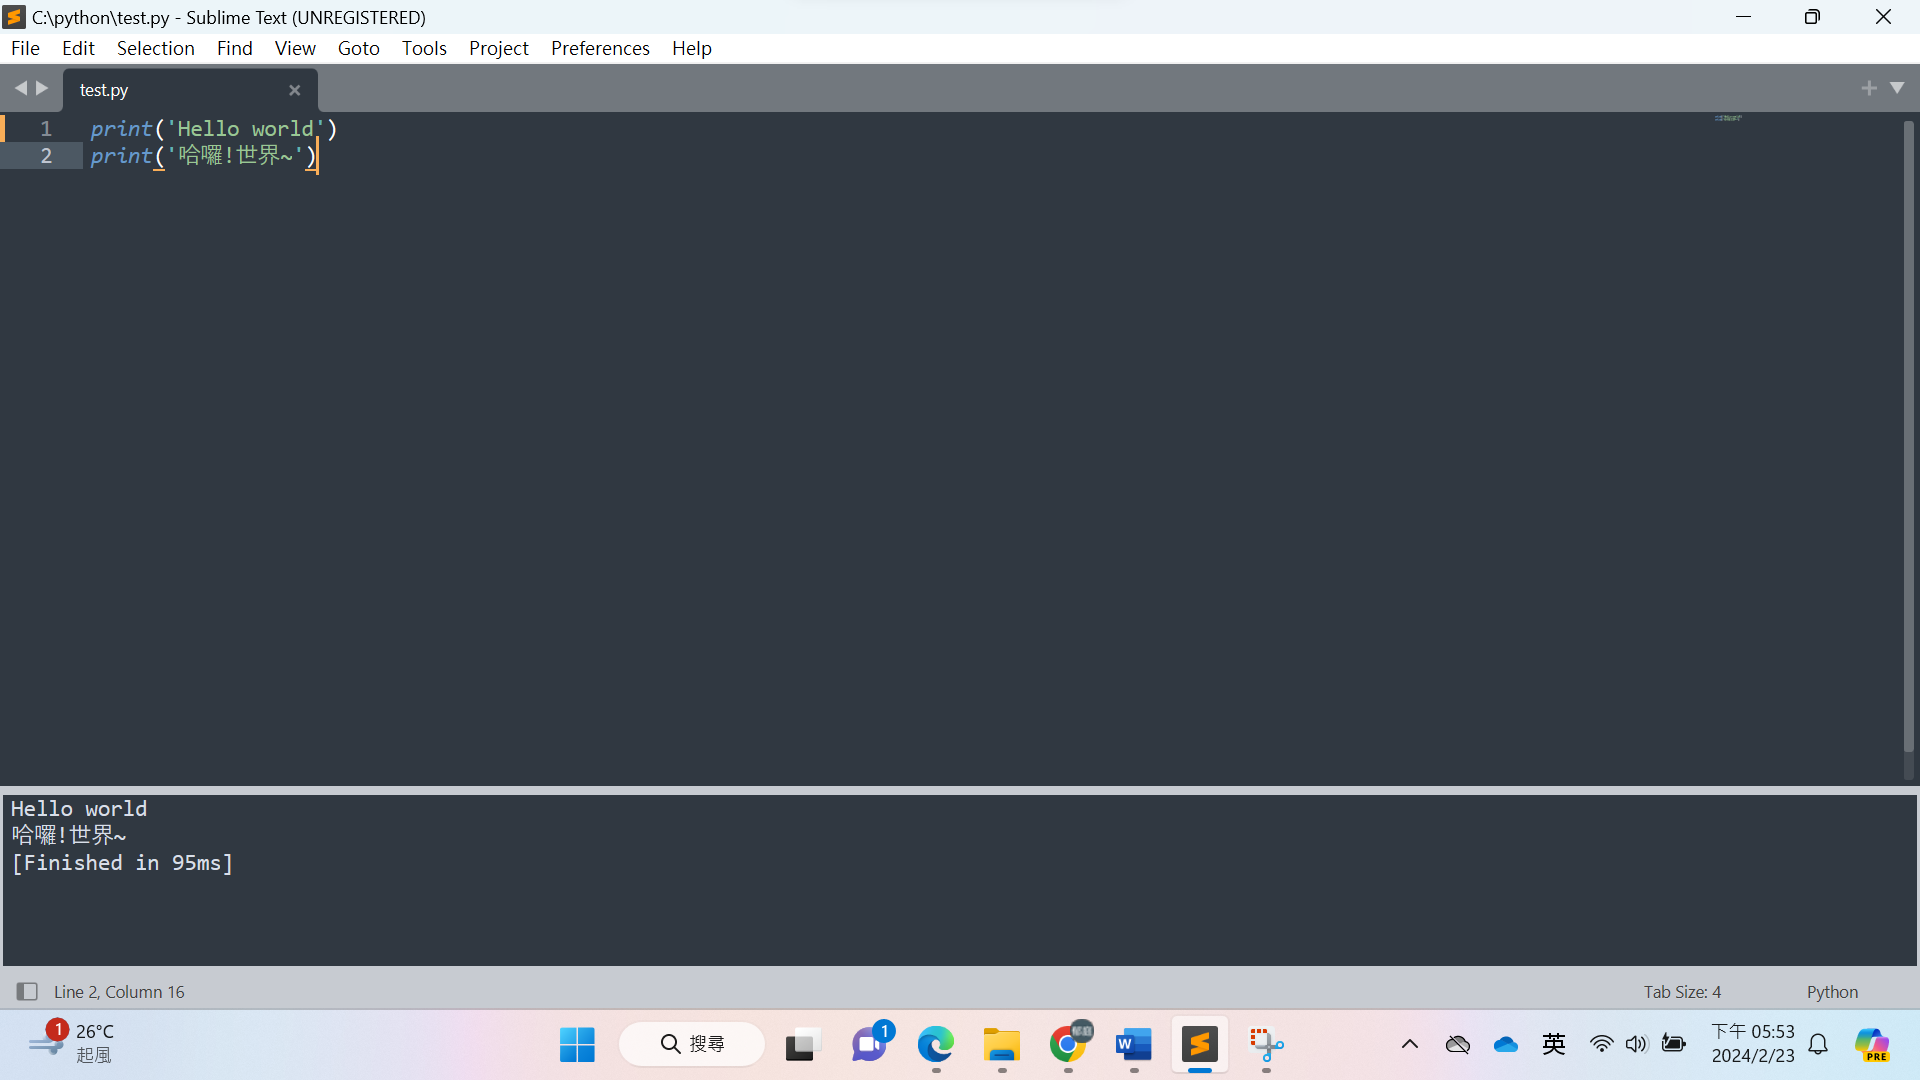 C:\python\test.py - Sublime Text (UNREGISTERED)
File Edit Selection Find View Goto Tools Project Preferences Help
test.py
1 print('Hello world')
2 print('哈囉!世界~')
Hello world
哈囉!世界~
[Finished in 95ms]
Line 2, Column 16 Tab Size: 4 Python
1 26°C
起風
搜尋
1
W
英
下午 05:53
2024/2/23
PRE